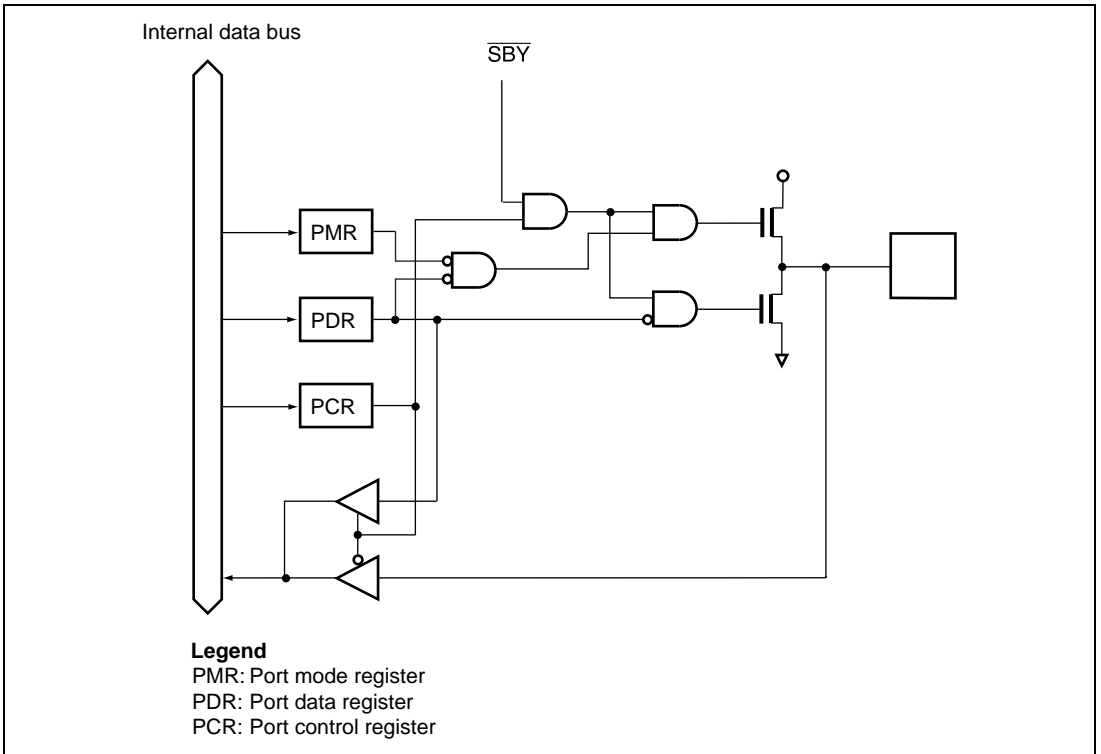 Internal data bus
SBY
PMR
PDR
PCR
Legend
PMR: Port mode register
PDR: Port data register
PCR: Port control register